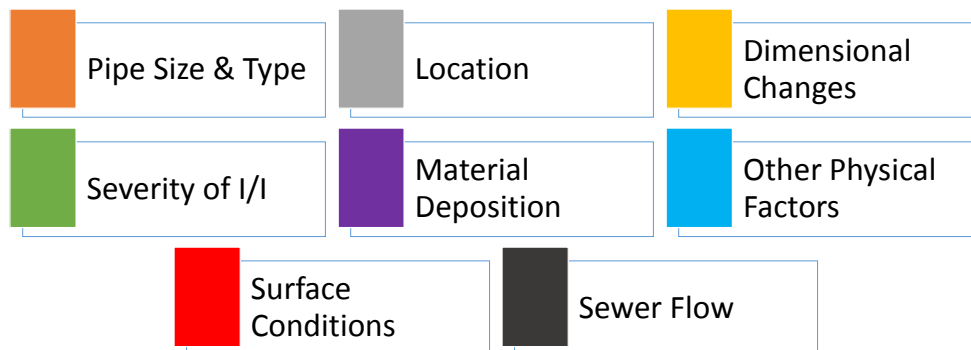 Pipe Size & Type
Location
Dimensional
Changes
Severity of I/I
Material
Deposition
Other Physical
Factors
Surface
Conditions
Sewer Flow